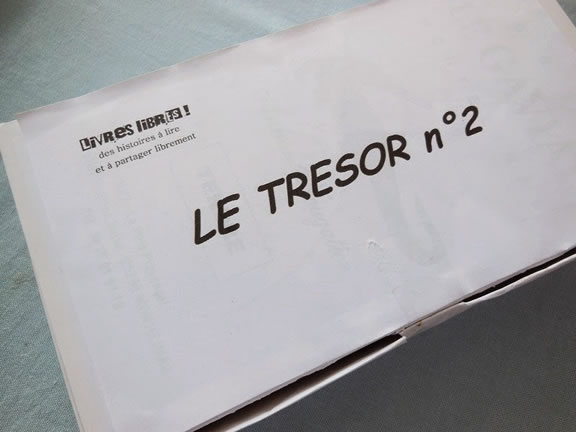 LiVRes LiBRES !
des histoires à lire
et à partager librement
LE TRESOR n°2